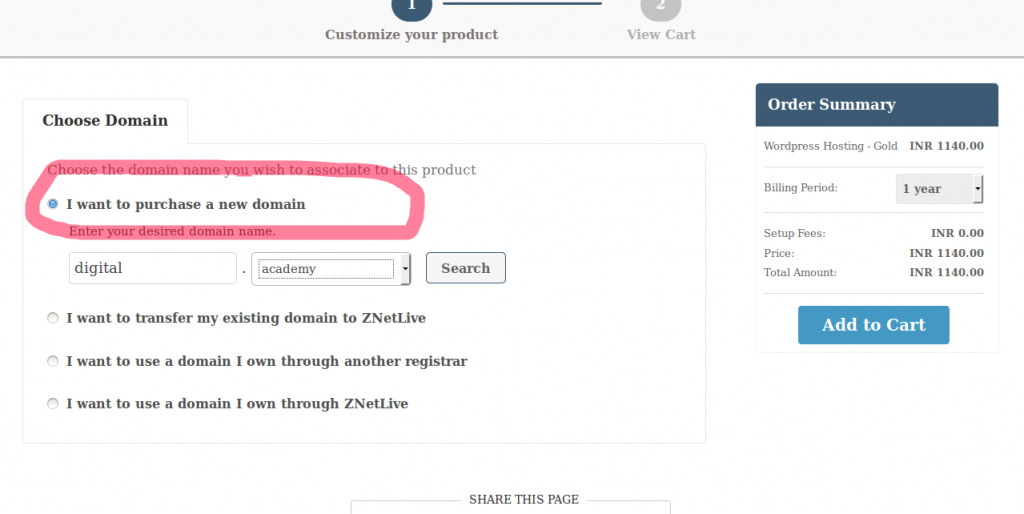 1
2
Customize your product
View Cart
Choose Domain
Choose the domain name you wish to associate to this product
I want to purchase a new domain
Enter your desired domain name.
digital . academy Search
I want to transfer my existing domain to ZNetLive
I want to use a domain I own through another registrar
I want to use a domain I own through ZNetLive
Order Summary
Wordpress Hosting - Gold INR 1140.00
Billing Period: 1 year
Setup Fees: INR 0.00
Price: INR 1140.00
Total Amount: INR 1140.00
Add to Cart
SHARE THIS PAGE